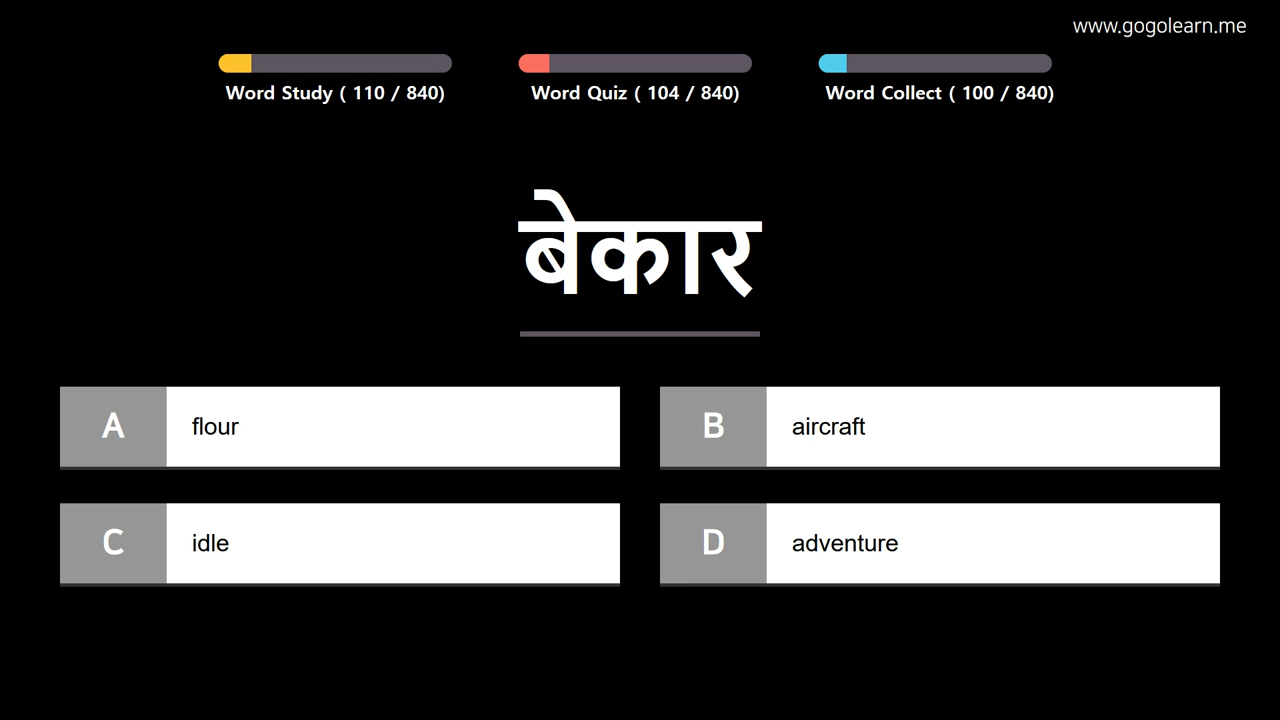 www.gogolearn.me
Word Study ( 110 / 840)
Word Quiz ( 104 / 840)
Word Collect ( 100 / 840)
बेकार
A flour
B aircraft
C idle
D adventure